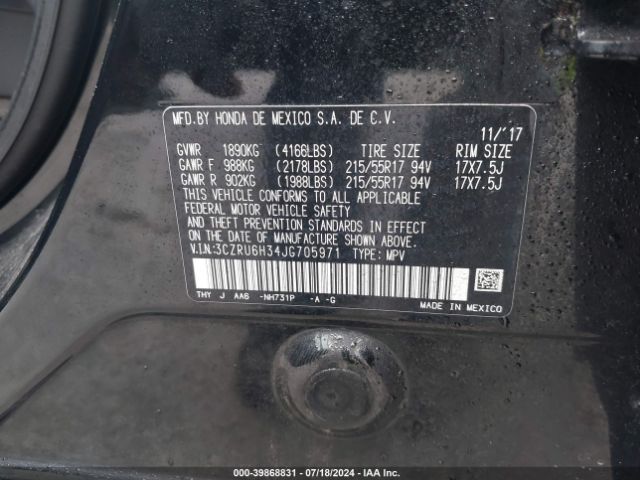 MFD.BY HONDA DE MEXICO S.A. DE C.V.
11/'17
GVWR 1890KG (4166LBS) TIRE SIZE RIM SIZE
GAWR F 988KG (2178LBS) 215/55R17 94V 17X7.5J
GAWR R 902KG (1988LBS) 215/55R17 94V 17X7.5J
THIS VEHICLE CONFORMS TO ALL APPLICABLE
FEDERAL MOTOR VEHICLE SAFETY
AND THEFT PREVENTION STANDARDS IN EFFECT
ON THE DATE OF MANUFACTURE SHOWN ABOVE.
V.I.N:3CZRU6H34JG705971 TYPE: MPV
THY J AA6 -NH731P -A -G MADE IN MEXICO
000-39868831 / 07/18/2024 - IAA Inc.